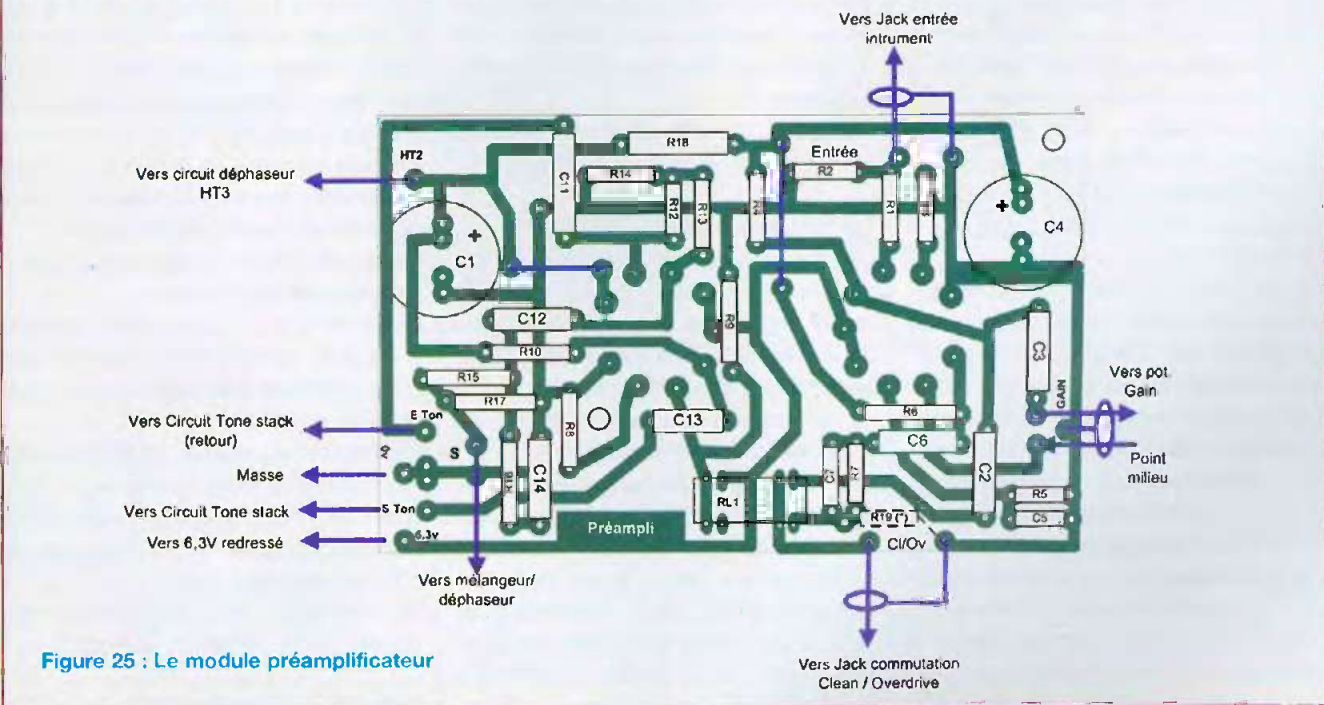 Vers Jack entrée
intrument
HT2
R18
Entrée
Vers circuit déphaseur
HT3
C11
R14
R2
R12
R13
R4
R1
C4
C1
C12
R9
R10
C3
R15
R17
Vers pot.
Gain
GAIN
Vers Circuit Tone stack
(retour)
E Ton
R8
C13
R6
C6
S
Masse
C14
C7
R7
C2
Point
milieu
RL1
R5
Vers Circuit Tone stack
S Ton
R16
C5
Préampli
R19
Vers 6,3V redressé
6,3v
Cl/Ov
Vers mélangeur/
déphaseur
Figure 25 : Le module préamplificateur
Vers Jack commutation
Clean / Overdrive